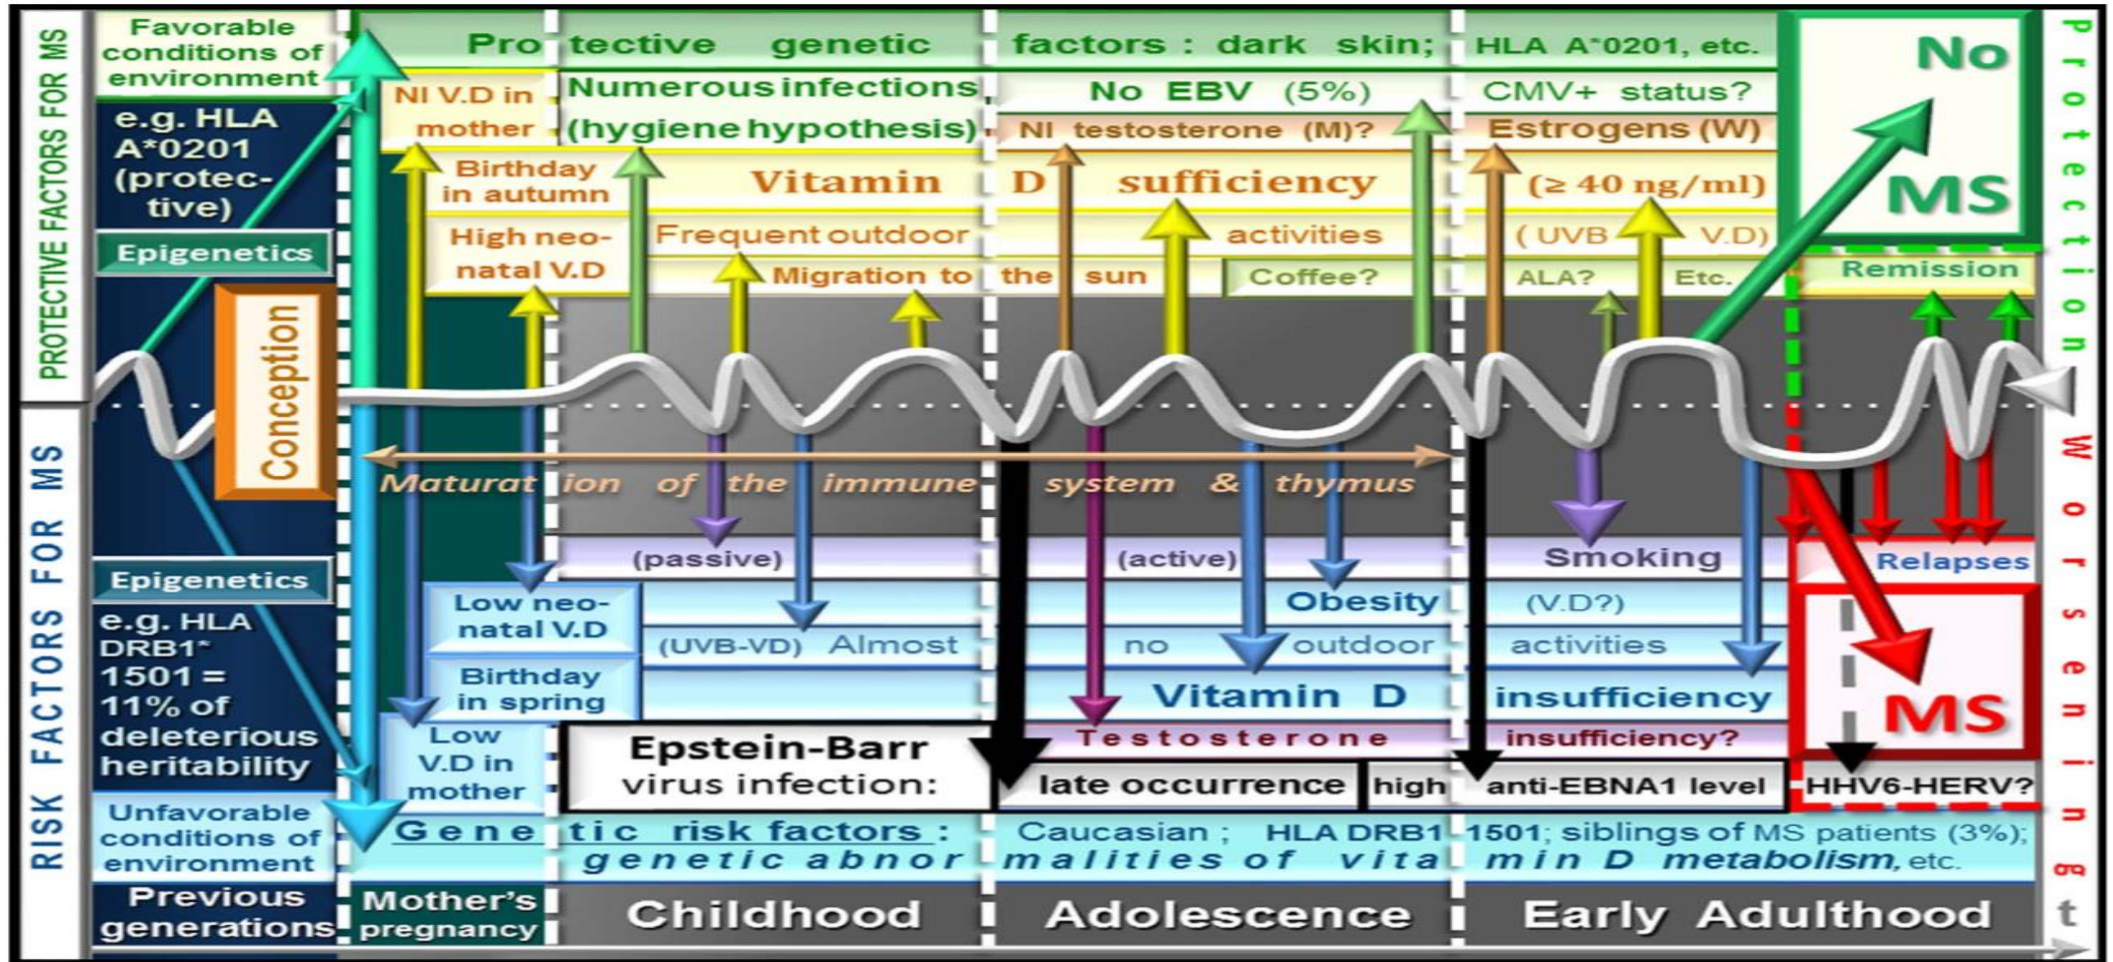 PROTECTIVE FACTORS FOR MS
RISK FACTORS FOR MS
Favorable
conditions of
environment
e.g. HLA
A*0201
(protec-
tive)
Epigenetics
Conception
Epigenetics
e.g. HLA
DRB1*
1501 =
11% of
deleterious
heritability
Unfavorable
conditions of
environment
Previous
generations
Protective genetic factors : dark skin; HLA A*0201, etc.
NI V.D in
mother
Numerous infections
(hygiene hypothesis)
No EBV (5%)
CMV+ status?
NI testosterone (M)?
Estrogens (W)
Birthday
in autumn
Vitamin D sufficiency (≥ 40 ng/ml)
High neo-
natal V.D
Frequent outdoor activities (UVB V.D)
Migration to the sun
Coffee?
ALA? Etc.
No
MS
Remission
Maturation of the immune system & thymus
(passive) (active) Smoking
Relapses
Low neo-
natal V.D
Obesity (V.D?)
(UVB-VD) Almost no outdoor activities
Birthday
in spring
Vitamin D insufficiency
MS
Low
V.D in
mother
Testosterone insufficiency?
Epstein-Barr
virus infection:
late occurrence
high anti-EBNA1 level
HHV6-HERV?
Genetic risk factors : Caucasian ; HLA DRB1 1501; siblings of MS patients (3%);
genetic abnormalities of vitamin D metabolism, etc.
Mother's
pregnancy
Childhood
Adolescence
Early Adulthood
Protection
Worsening
t